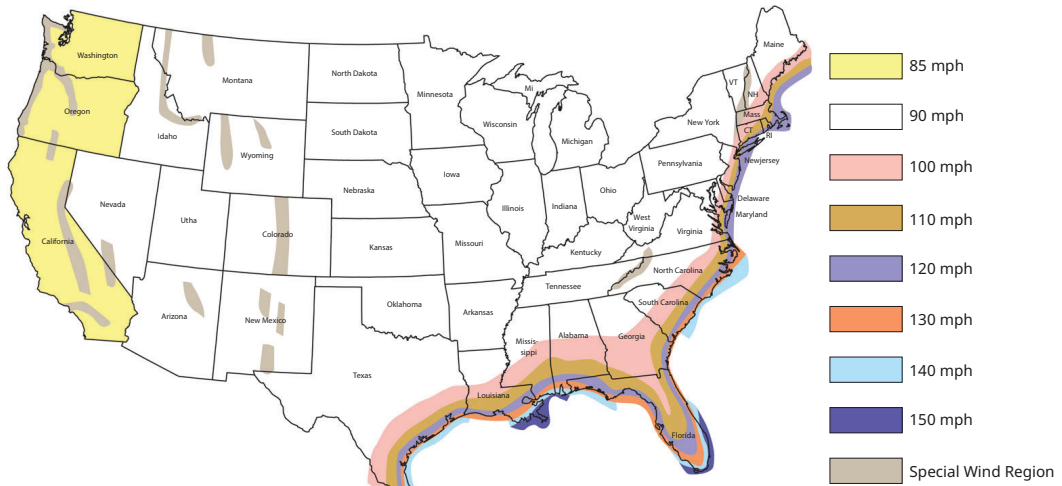 Washington
Oregon
California
Nevada
Idaho
Montana
Wyoming
Utha
Colorado
Arizona
New Mexico
North Dakota
South Dakota
Nebraska
Kansas
Oklahoma
Texas
Minnesota
Iowa
Missouri
Arkansas
Louisiana
Wisconsin
Mi
Michigan
Illinois
Indiana
Ohio
Kentucky
Tennessee
Missis-
sippi
Alabama
Georgia
Florida
South Carolina
North Carolina
Virginia
West
Virginia
Pennsylvania
New York
VT
NH
Maine
Mass
CT
RI
Newjersey
Delaware
Maryland
85 mph
90 mph
100 mph
110 mph
120 mph
130 mph
140 mph
150 mph
Special Wind Region